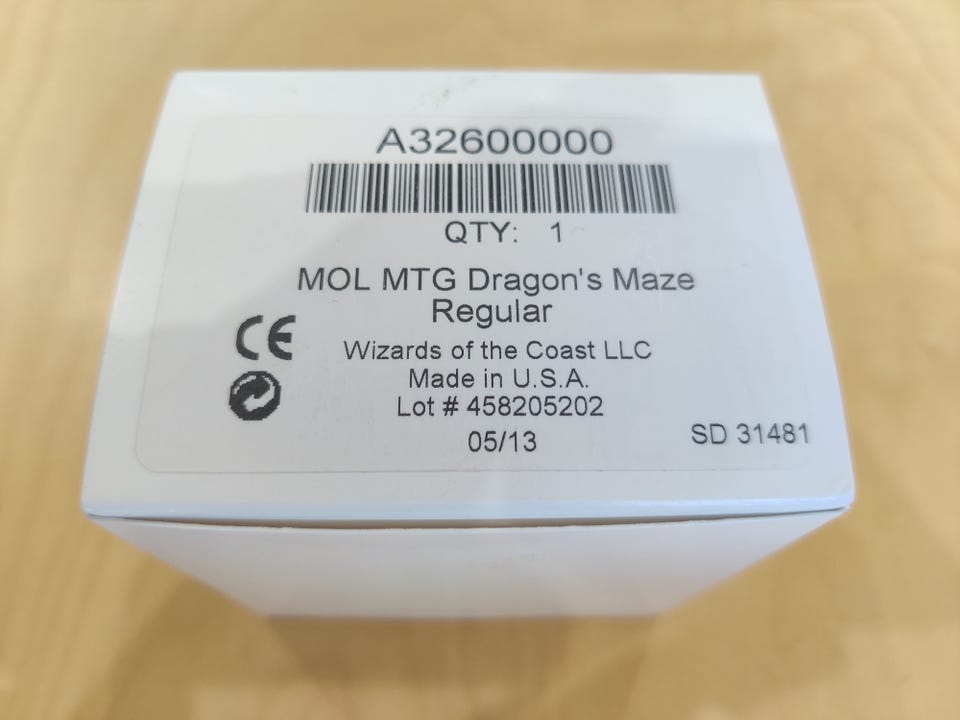 A32600000
QTY: 1
MOL MTG Dragon's Maze
Regular
CE
Wizards of the Coast LLC
Made in U.S.A.
Lot # 458205202
05/13
SD 31481